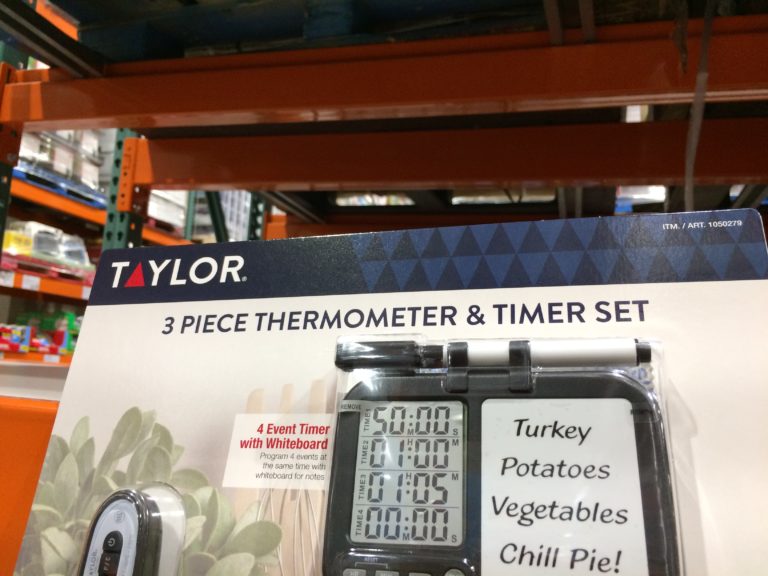 ITM. / ART. 1050279
TAYLOR®
3 PIECE THERMOMETER & TIMER SET
4 Event Timer
with Whiteboard
Program 4 events at
the same time with
whiteboard for notes
REMOVE
TIME1 50:00 M S
TIME2 01:00 H M
TIME3 01:05 H M
TIME4 00:00 M S
Turkey
Potatoes
Vegetables
Chill Pie!
RESET
TAYLOR